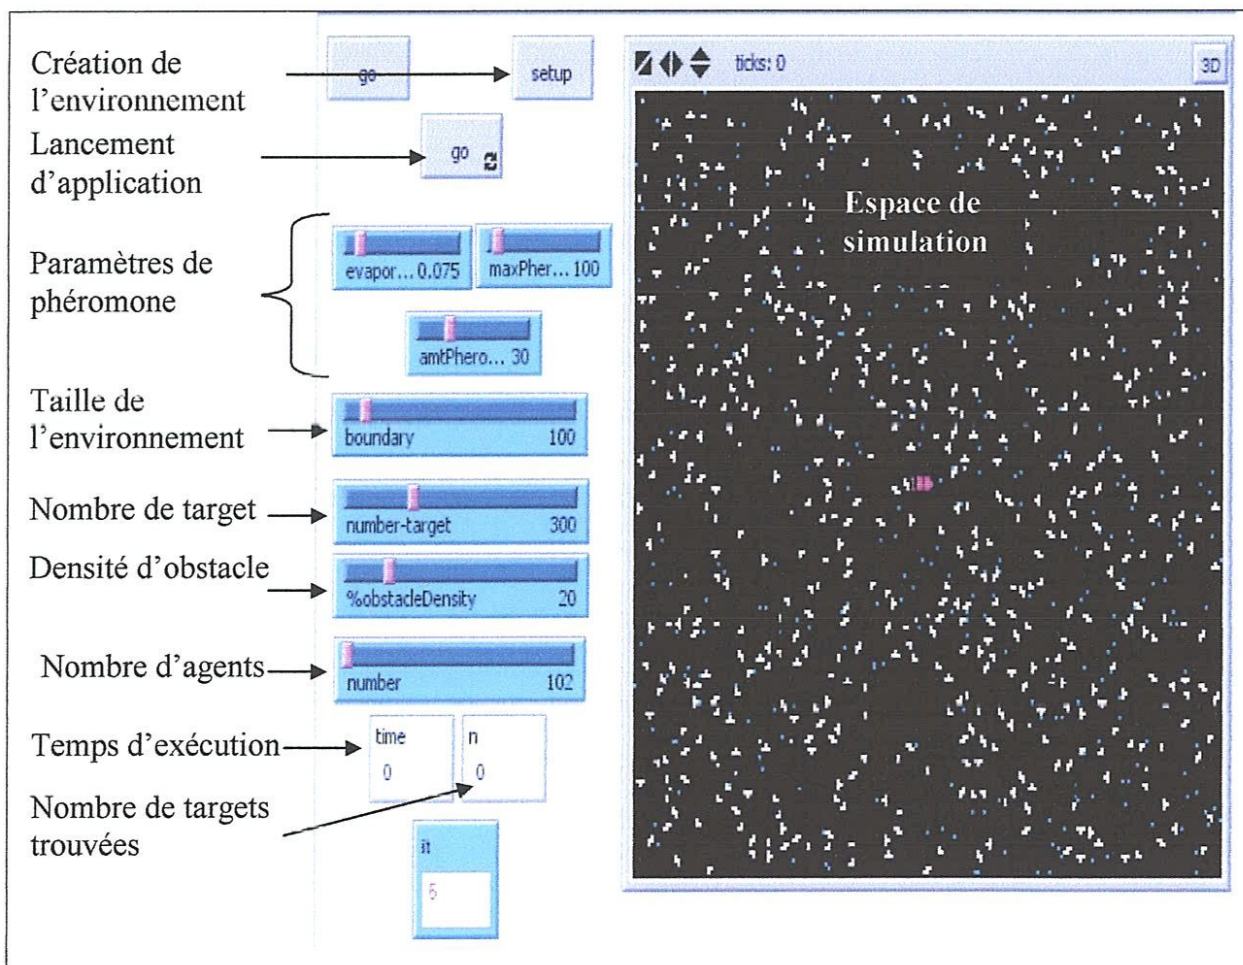 Création de
l'environnement
Lancement
d'application
Paramètres de
phéromone
Taille de
l'environnement
Nombre de target
Densité d'obstacle
Nombre d'agents
Temps d'exécution
Nombre de targets
trouvées
go
setup
go
evapor... 0.075
maxPher... 100
amtPhero... 30
boundary 100
number-target 300
%obstacleDensity 20
number 102
time
0
n
0
it
5
ticks: 0
3D
Espace de
simulation